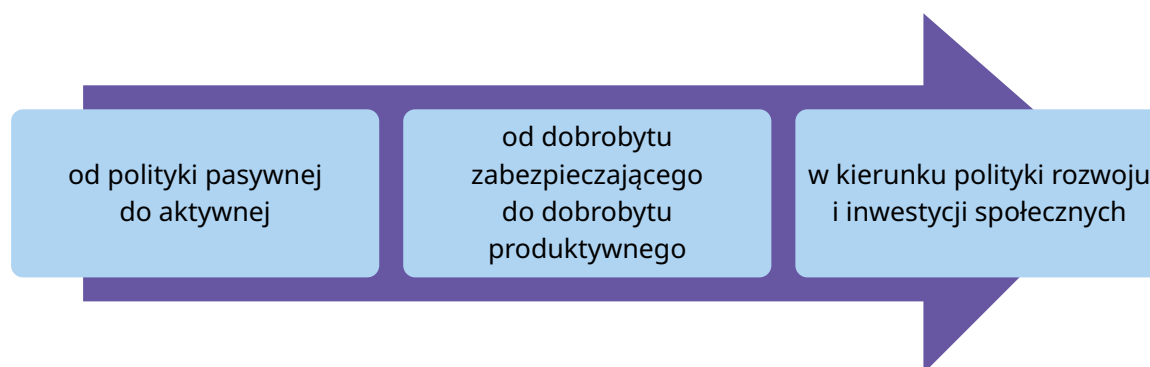 od polityki pasywnej
do aktywnej
od dobrobytu
zabezpieczającego
do dobrobytu
produktywnego
w kierunku polityki rozwoju
i inwestycji społecznych